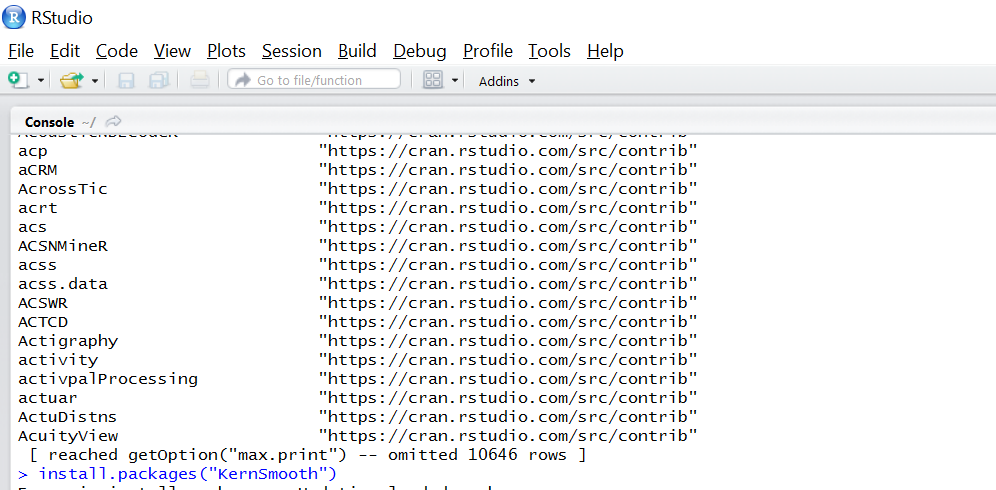 RStudio
File Edit Code View Plots Session Build Debug Profile Tools Help
Go to file/function Addins
Console ~/
acp "https://cran.rstudio.com/src/contrib"
aCRM "https://cran.rstudio.com/src/contrib"
AcrossTic "https://cran.rstudio.com/src/contrib"
acrt "https://cran.rstudio.com/src/contrib"
acs "https://cran.rstudio.com/src/contrib"
ACSNMineR "https://cran.rstudio.com/src/contrib"
acss "https://cran.rstudio.com/src/contrib"
acss.data "https://cran.rstudio.com/src/contrib"
ACSWR "https://cran.rstudio.com/src/contrib"
ACTCD "https://cran.rstudio.com/src/contrib"
Actigraphy "https://cran.rstudio.com/src/contrib"
activity "https://cran.rstudio.com/src/contrib"
activpalProcessing "https://cran.rstudio.com/src/contrib"
actuar "https://cran.rstudio.com/src/contrib"
ActuDistns "https://cran.rstudio.com/src/contrib"
AcuityView "https://cran.rstudio.com/src/contrib"
[ reached getOption("max.print") -- omitted 10646 rows ]
> install.packages("KernSmooth")